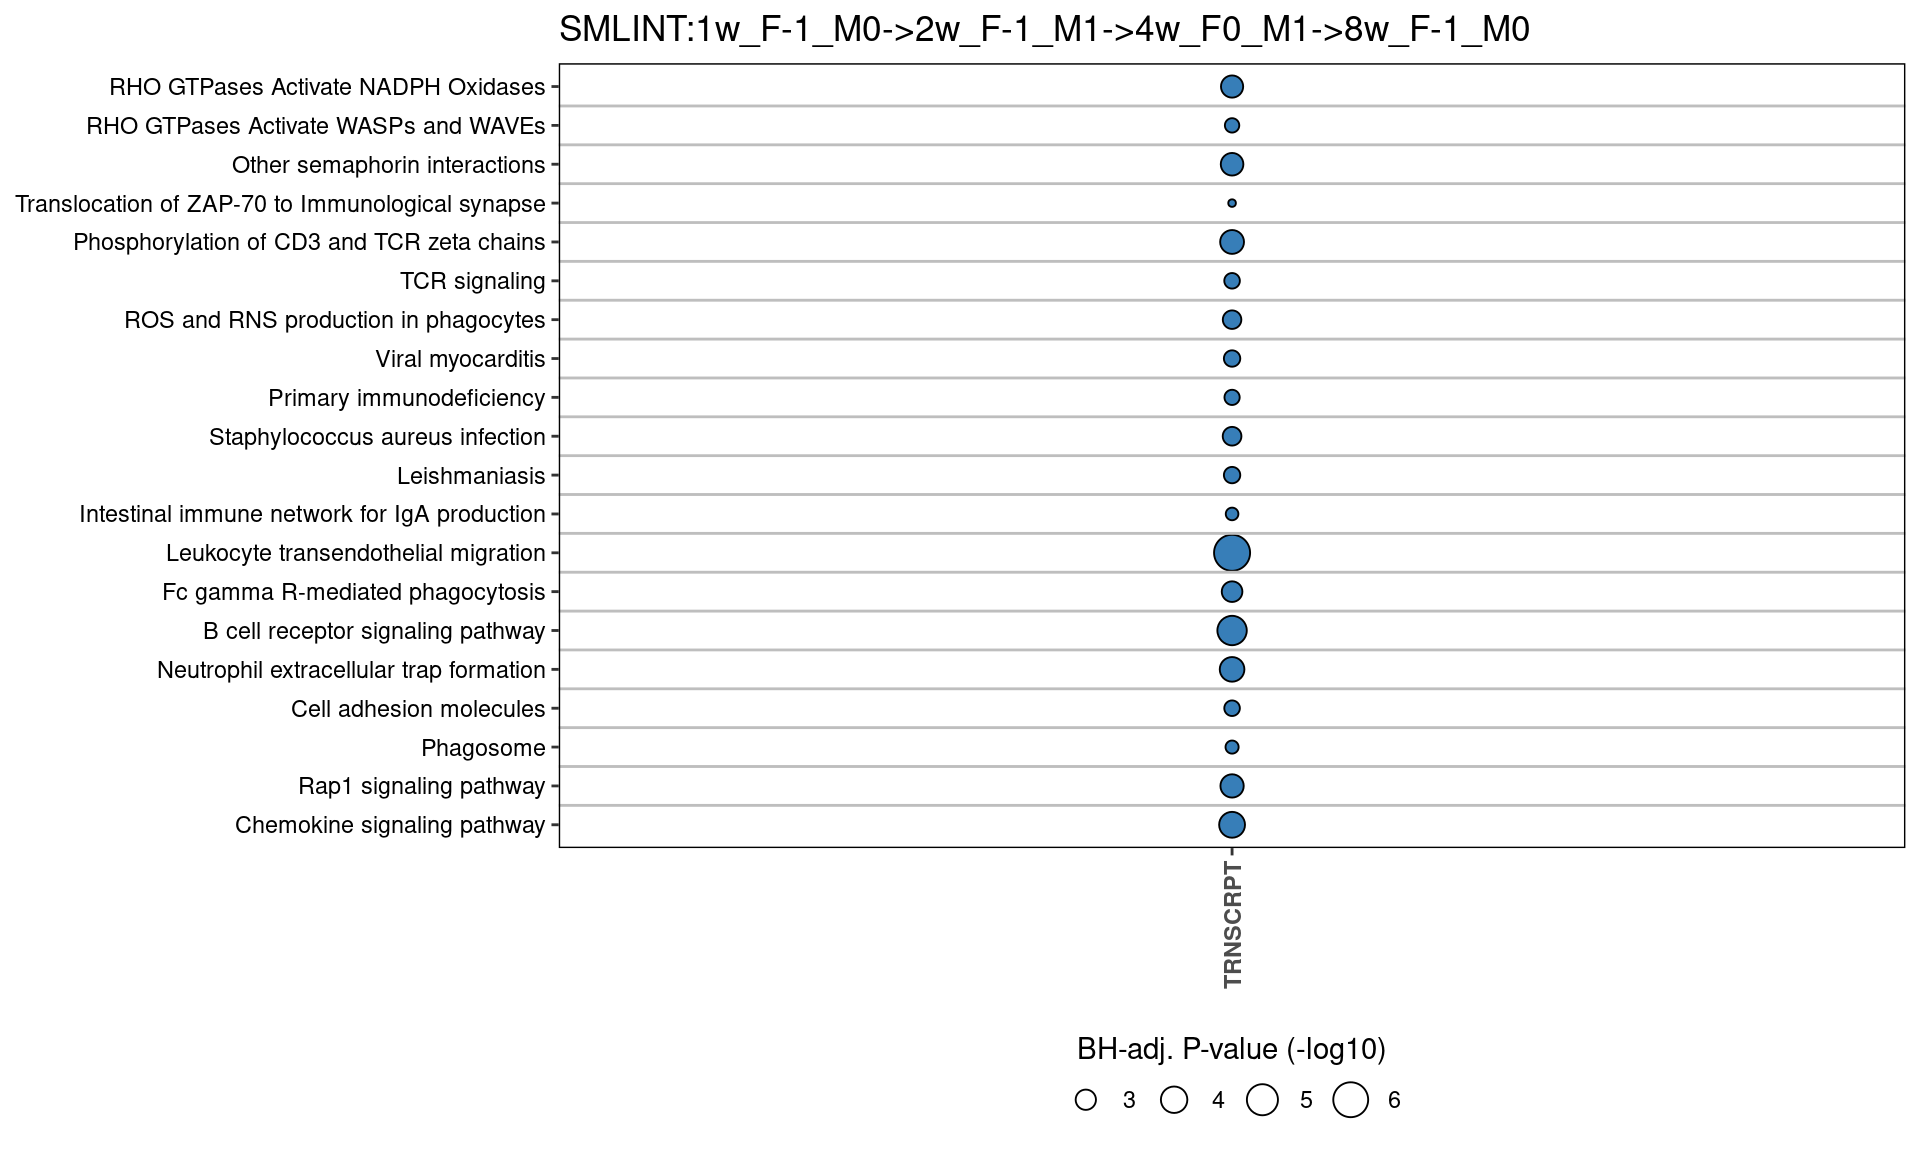 SMLINT:1w_F-1_M0->2w_F-1_M1->4w_F0_M1->8w_F-1_M0
RHO GTPases Activate NADPH Oxidases
RHO GTPases Activate WASPs and WAVEs
Other semaphorin interactions
Translocation of ZAP-70 to Immunological synapse
Phosphorylation of CD3 and TCR zeta chains
TCR signaling
ROS and RNS production in phagocytes
Viral myocarditis
Primary immunodeficiency
Staphylococcus aureus infection
Leishmaniasis
Intestinal immune network for IgA production
Leukocyte transendothelial migration
Fc gamma R-mediated phagocytosis
B cell receptor signaling pathway
Neutrophil extracellular trap formation
Cell adhesion molecules
Phagosome
Rap1 signaling pathway
Chemokine signaling pathway
TRNSCRPT
BH-adj. P-value (-log10)
3 4 5 6